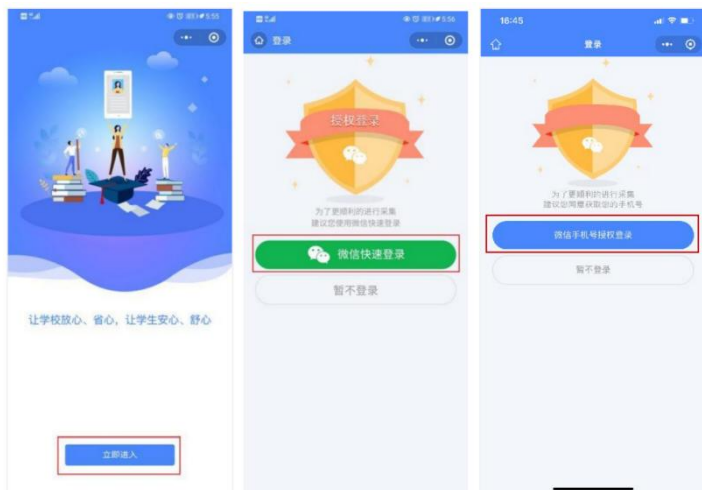 5:55
让学校放心、省心，让学生安心、舒心
立即进入
5:56
登录
授权登录
为了更顺利的进行采集
建议您使用微信快速登录
微信快速登录
暂不登录
16:45
登录
为了更顺利的进行采集
建议您同意获取您的手机号
微信手机号授权登录
暂不登录